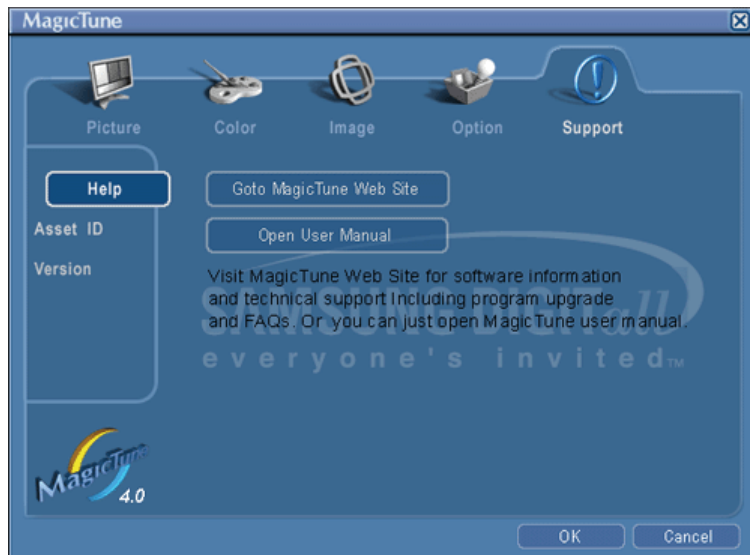 MagicTune
Picture Color Image Option Support
Help
Asset ID
Version
Goto MagicTune Web Site
Open User Manual
Visit MagicTune Web Site for software information
and technical support Including program upgrade
and FAQs. Or you can just open MagicTune user manual.
SAMSUNG DIGITall
everyone's invited™
MagicTune
4.0
OK Cancel